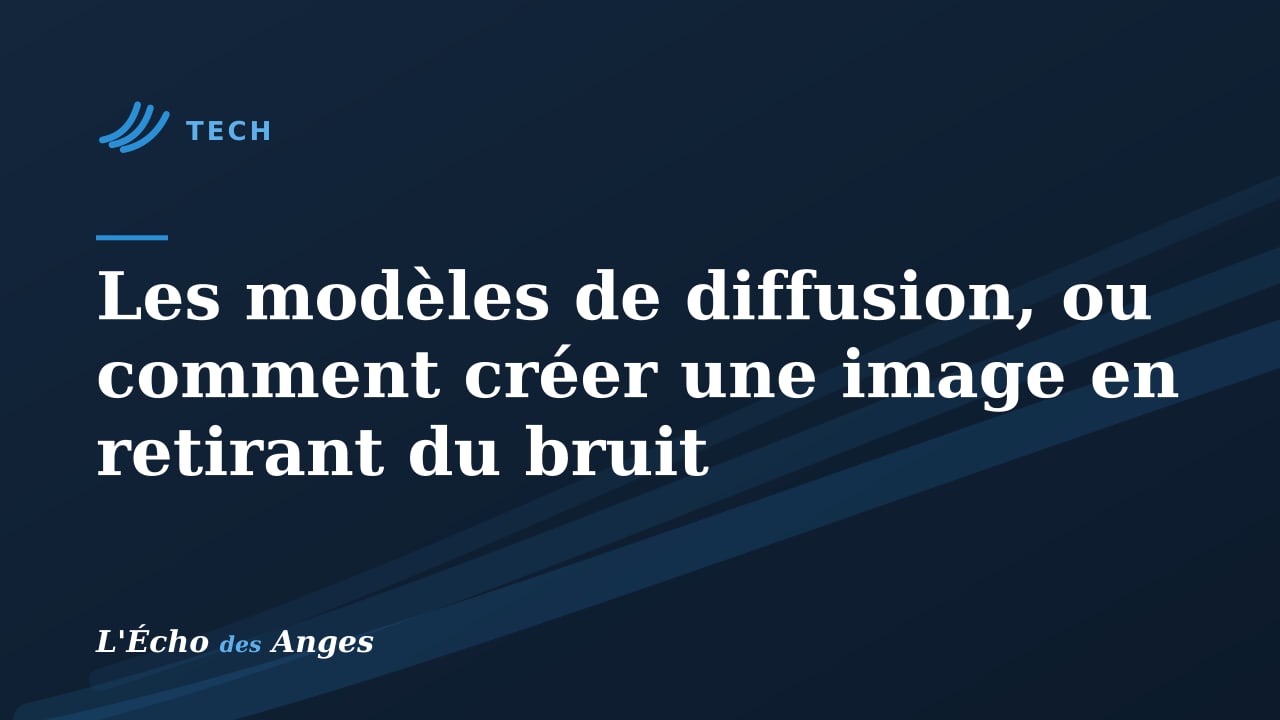 TECH
Les modèles de diffusion, ou
comment créer une image en
retirant du bruit
L'Écho des Anges